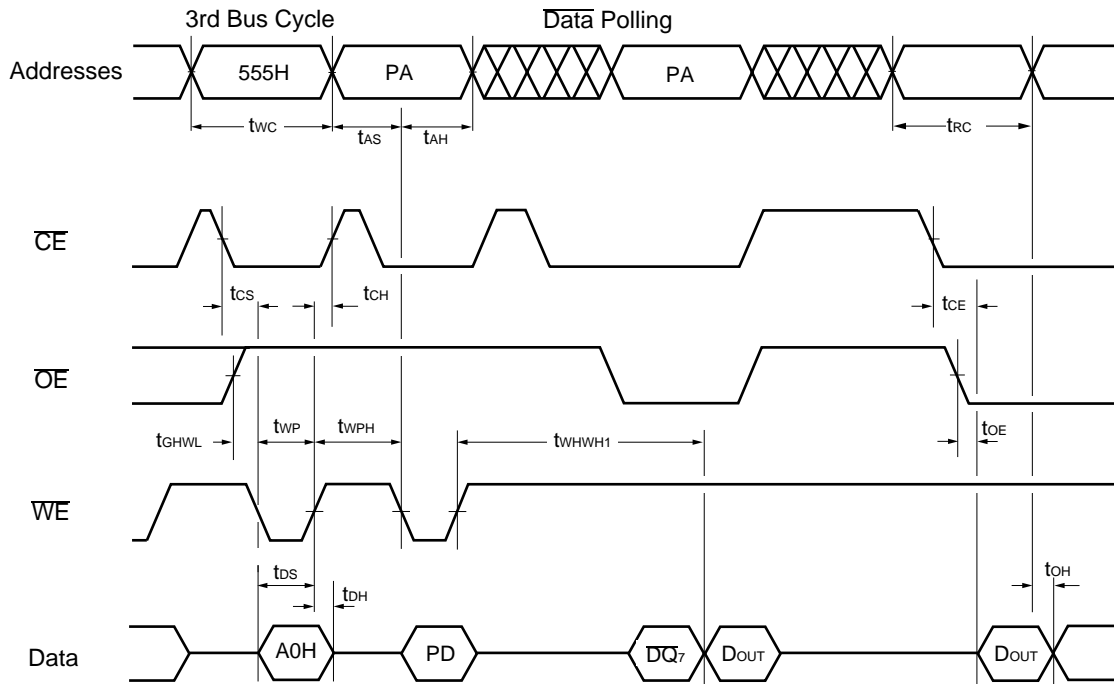 3rd Bus Cycle Data Polling
Addresses 555H PA PA
tWC tAS tAH tRC
CE
tCS tCH tCE
OE
tGHWL tWP tWPH tWHWH1 tOE
WE
tDS tDH tOH
Data A0H PD DQ7 DOUT DOUT